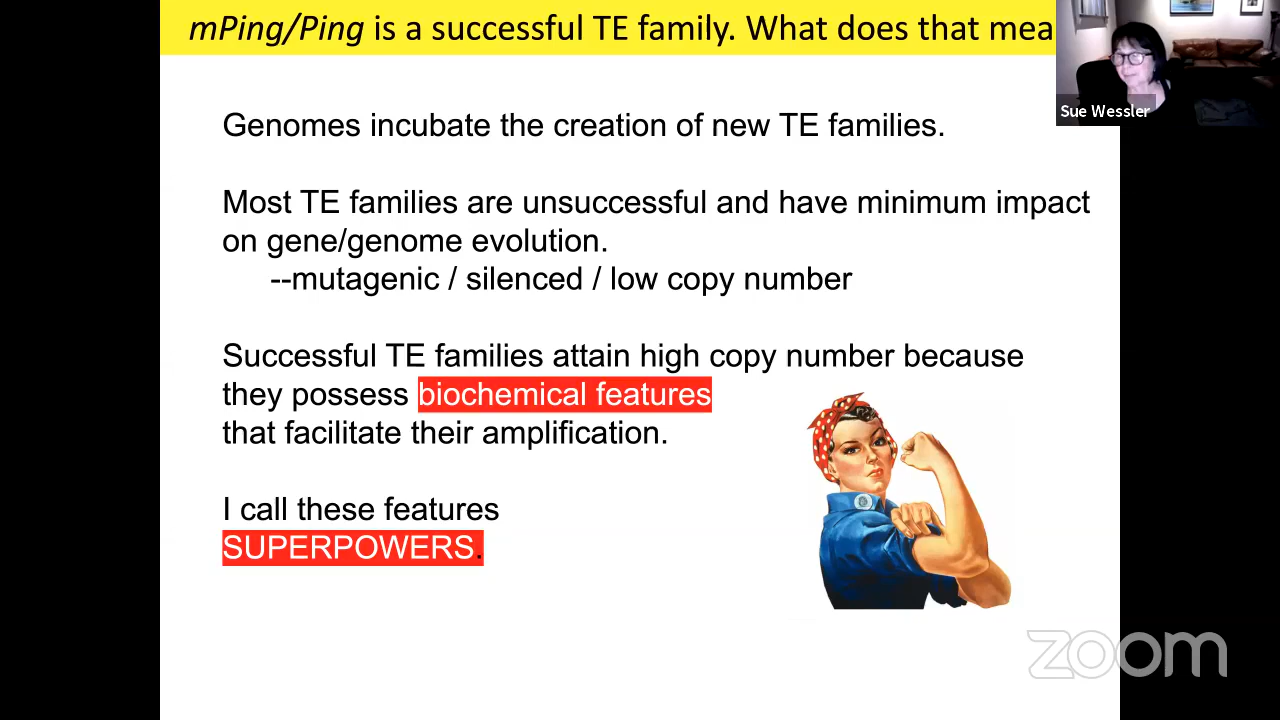 mPing/Ping is a successful TE family. What does that mea
Sue Wessler
Genomes incubate the creation of new TE families.
Most TE families are unsuccessful and have minimum impact
on gene/genome evolution.
--mutagenic / silenced / low copy number
Successful TE families attain high copy number because
they possess biochemical features
that facilitate their amplification.
I call these features
SUPERPOWERS.
zoom